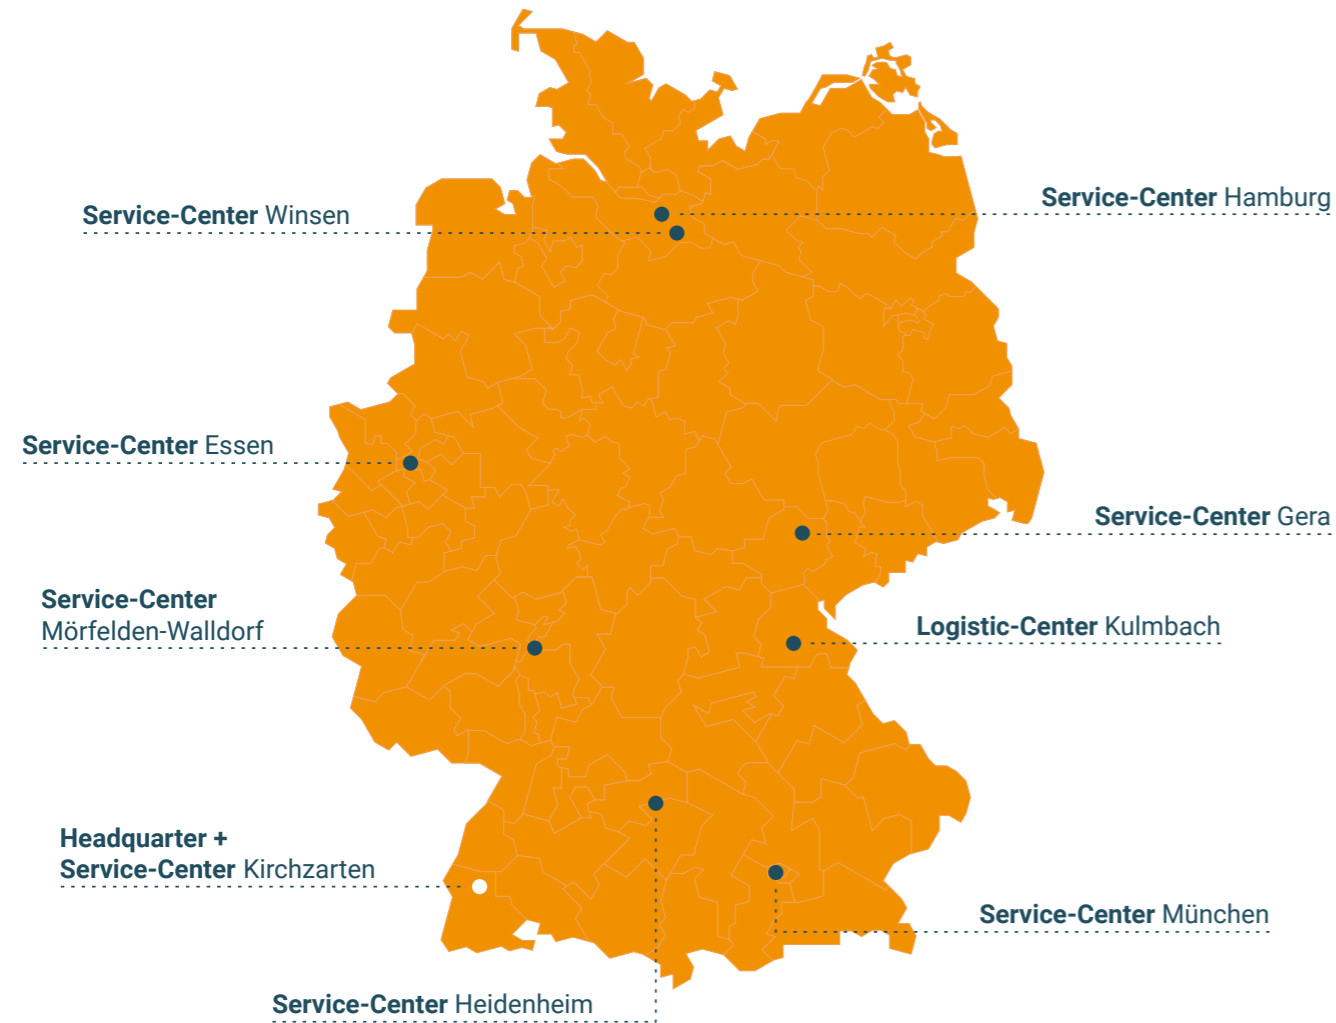 Service-Center Hamburg
Service-Center Winsen
Service-Center Essen
Service-Center Gera
Service-Center
Mörfelden-Walldorf
Logistic-Center Kulmbach
Headquarter +
Service-Center Kirchzarten
Service-Center München
Service-Center Heidenheim